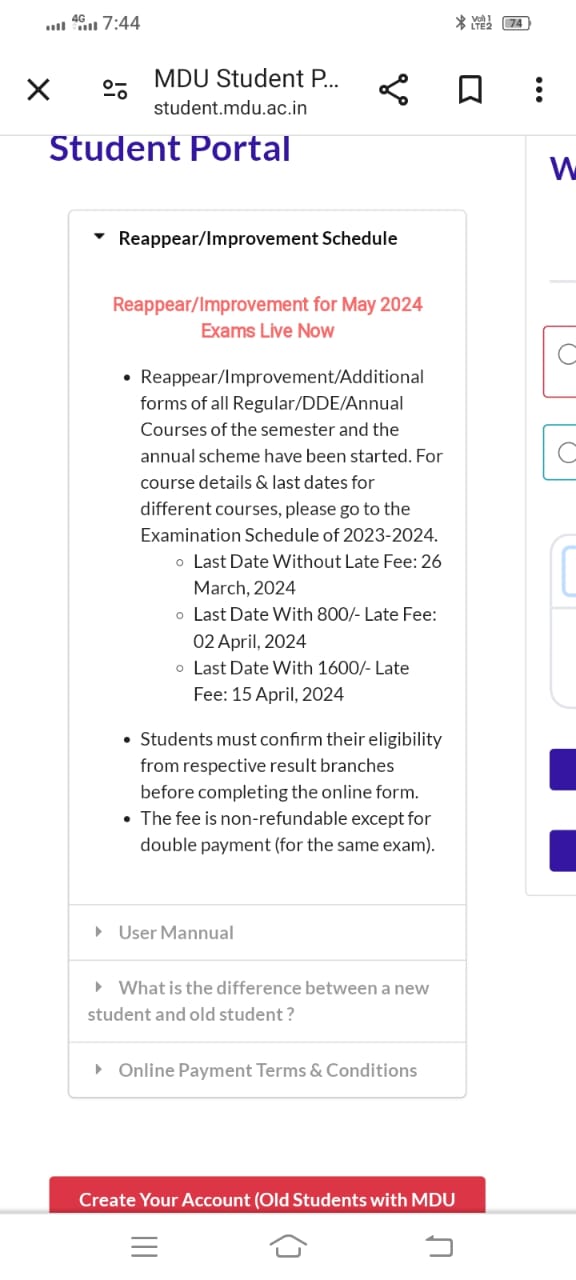 4G 7:44 Vo) 1 LTE2 74
MDU Student P...
student.mdu.ac.in
Student Portal
W
Reappear/Improvement Schedule
Reappear/Improvement for May 2024
Exams Live Now
• Reappear/Improvement/Additional
forms of all Regular/DDE/Annual
Courses of the semester and the
annual scheme have been started. For
course details & last dates for
different courses, please go to the
Examination Schedule of 2023-2024.
◦ Last Date Without Late Fee: 26
March, 2024
◦ Last Date With 800/- Late Fee:
02 April, 2024
◦ Last Date With 1600/- Late
Fee: 15 April, 2024
• Students must confirm their eligibility
from respective result branches
before completing the online form.
• The fee is non-refundable except for
double payment (for the same exam).
User Mannual
What is the difference between a new
student and old student ?
Online Payment Terms & Conditions
Create Your Account (Old Students with MDU